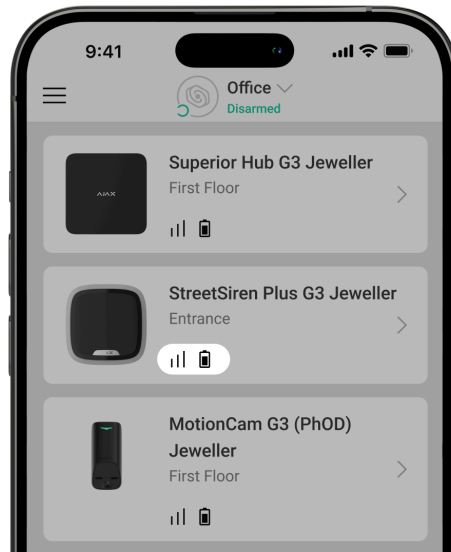 9:41
Office
Disarmed
Superior Hub G3 Jeweller
AJAX
First Floor
StreetSiren Plus G3 Jeweller
Entrance
MotionCam G3 (PhOD)
Jeweller
First Floor